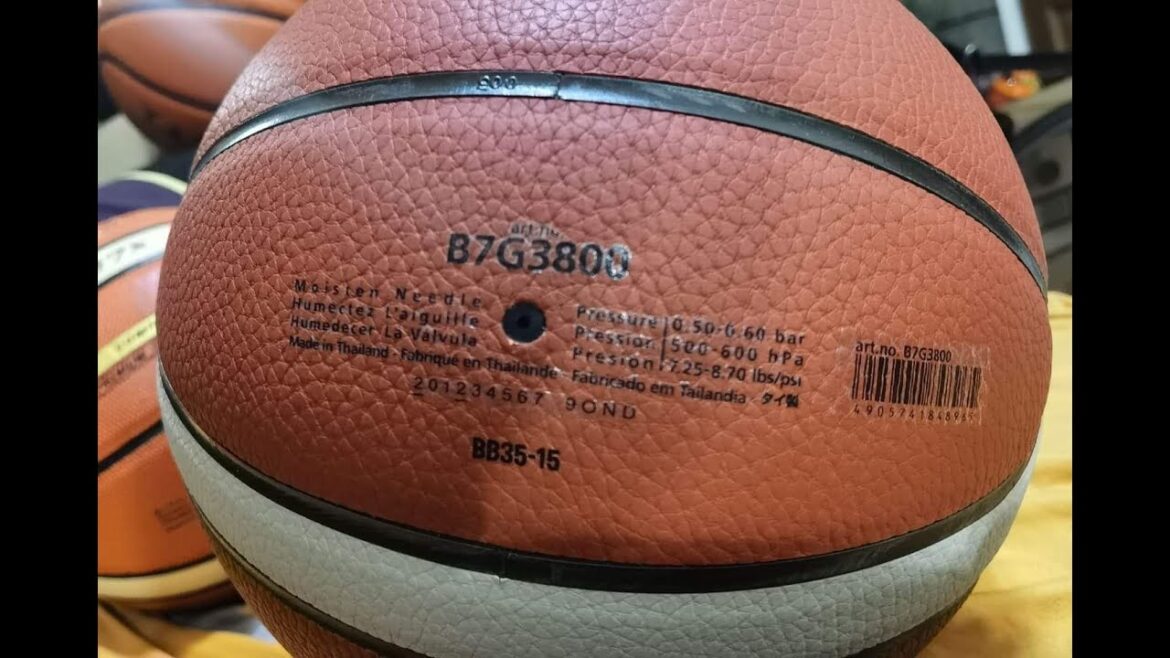 art.no.
B7G3800
Moisten Needle
Humectez L'aiguille
Humedecer La Válvula
Pressure 0.50-0.60 bar
Pression 500-600 hPa
Presión 7.25-8.70 lbs/psi
Made in Thailand - Fabriqué en Thaïlande - Fabricado em Tailandia - タイ製
201234567 9OND
BB35-15
art.no. B7G3800